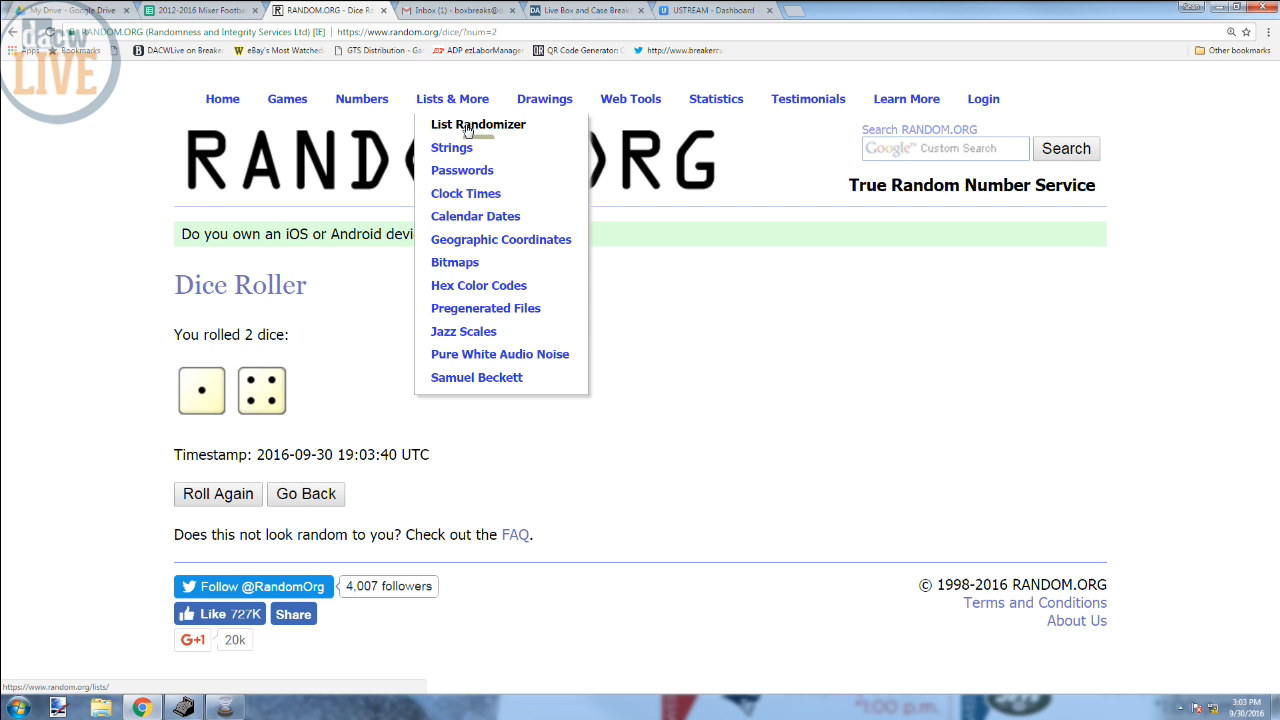 My Drive - Google Drive
2012-2016 Mixer Footba
RANDOM.ORG - Dice Ro
Inbox (1) - boxbreaks@d
Live Box and Case Break
USTREAM - Dashboard
Sean
RANDOM.ORG (Randomness and Integrity Services Ltd) [IE]
https://www.random.org/dice/?num=2
Apps
Bookmarks
DACWLive on Breaker
eBay's Most Watched
GTS Distribution - Ga
ADP ezLaborManager
QR Code Generator:
http://www.breakercu
Other bookmarks
dacw
LIVE
Home
Games
Numbers
Lists & More
Drawings
Web Tools
Statistics
Testimonials
Learn More
Login
List Randomizer
Strings
Passwords
Clock Times
Calendar Dates
Geographic Coordinates
Bitmaps
Hex Color Codes
Pregenerated Files
Jazz Scales
Pure White Audio Noise
Samuel Beckett
RAND ORG
Search RANDOM.ORG
Google™ Custom Search
Search
True Random Number Service
Do you own an iOS or Android devi
Dice Roller
You rolled 2 dice:
Timestamp: 2016-09-30 19:03:40 UTC
Roll Again
Go Back
Does this not look random to you? Check out the FAQ.
Follow @RandomOrg
4,007 followers
Like 727K
Share
G+1
20k
© 1998-2016 RANDOM.ORG
Terms and Conditions
About Us
https://www.random.org/lists/
*1:00 p.m.*
3:03 PM
9/30/2016